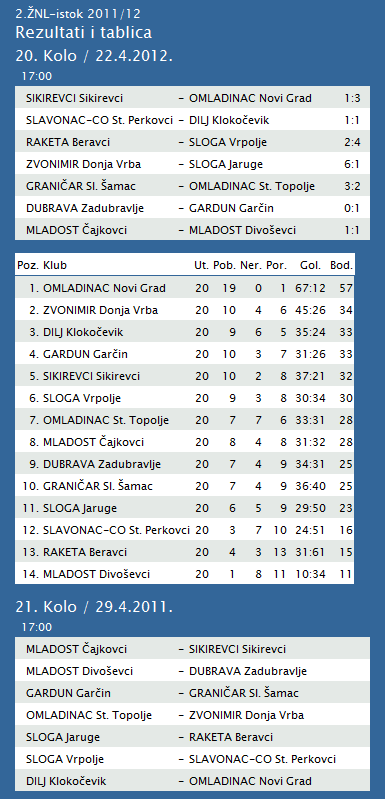 2.ŽNL-istok 2011/12
Rezultati i tablica
20. Kolo / 22.4.2012.
17:00
SIKIREVCI Sikirevci - OMLADINAC Novi Grad 1:3
SLAVONAC-CO St. Perkovci - DILJ Klokočevik 1:1
RAKETA Beravci - SLOGA Vrpolje 2:4
ZVONIMIR Donja Vrba - SLOGA Jaruge 6:1
GRANIČAR Sl. Šamac - OMLADINAC St. Topolje 3:2
DUBRAVA Zadubravlje - GARDUN Garčin 0:1
MLADOST Čajkovci - MLADOST Divoševci 1:1
Poz. Klub Ut. Pob. Ner. Por. Gol. Bod.
1. OMLADINAC Novi Grad 20 19 0 1 67:12 57
2. ZVONIMIR Donja Vrba 20 10 4 6 45:26 34
3. DILJ Klokočevik 20 9 6 5 35:24 33
4. GARDUN Garčin 20 10 3 7 31:26 33
5. SIKIREVCI Sikirevci 20 10 2 8 37:21 32
6. SLOGA Vrpolje 20 9 3 8 30:34 30
7. OMLADINAC St. Topolje 20 7 7 6 33:31 28
8. MLADOST Čajkovci 20 8 4 8 31:32 28
9. DUBRAVA Zadubravlje 20 7 4 9 34:31 25
10. GRANIČAR Sl. Šamac 20 7 4 9 36:40 25
11. SLOGA Jaruge 20 6 5 9 29:50 23
12. SLAVONAC-CO St. Perkovci 20 3 7 10 24:51 16
13. RAKETA Beravci 20 4 3 13 31:61 15
14. MLADOST Divoševci 20 1 8 11 10:34 11
21. Kolo / 29.4.2011.
17:00
MLADOST Čajkovci - SIKIREVCI Sikirevci
MLADOST Divoševci - DUBRAVA Zadubravlje
GARDUN Garčin - GRANIČAR Sl. Šamac
OMLADINAC St. Topolje - ZVONIMIR Donja Vrba
SLOGA Jaruge - RAKETA Beravci
SLOGA Vrpolje - SLAVONAC-CO St. Perkovci
DILJ Klokočevik - OMLADINAC Novi Grad